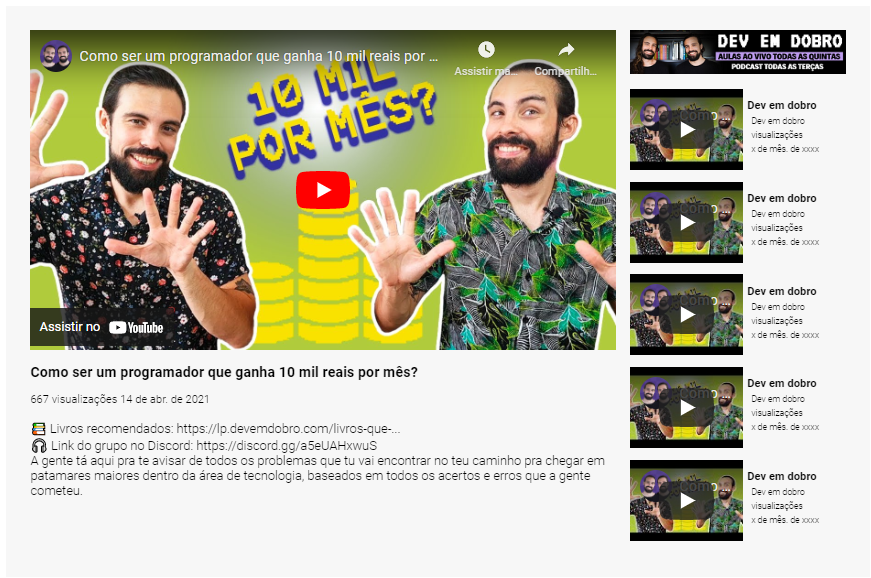 Como ser um programador que ganha 10 mil reais por ...
Assistir ma...
Compartilh...
10 MIL
POR MÊS?
Assistir no YouTube
Como ser um programador que ganha 10 mil reais por mês?
667 visualizações 14 de abr. de 2021
Livros recomendados: https://lp.devemdobro.com/livros-que-...
Link do grupo no Discord: https://discord.gg/a5eUAHxwuS
A gente tá aqui pra te avisar de todos os problemas que tu vai encontrar no teu caminho pra chegar em
patamares maiores dentro da área de tecnologia, baseados em todos os acertos e erros que a gente
cometeu.
DEV EM DOBRO
AULAS AO VIVO TODAS AS QUINTAS
PODCAST TODAS AS TERÇAS
Como
Dev em dobro
Dev em dobro
visualizações
x de mês. de xxxx
Como
Dev em dobro
Dev em dobro
visualizações
x de mês. de xxxx
Como
Dev em dobro
Dev em dobro
visualizações
x de mês. de xxxx
Como
Dev em dobro
Dev em dobro
visualizações
x de mês. de xxxx
Como
Dev em dobro
Dev em dobro
visualizações
x de mês. de xxxx